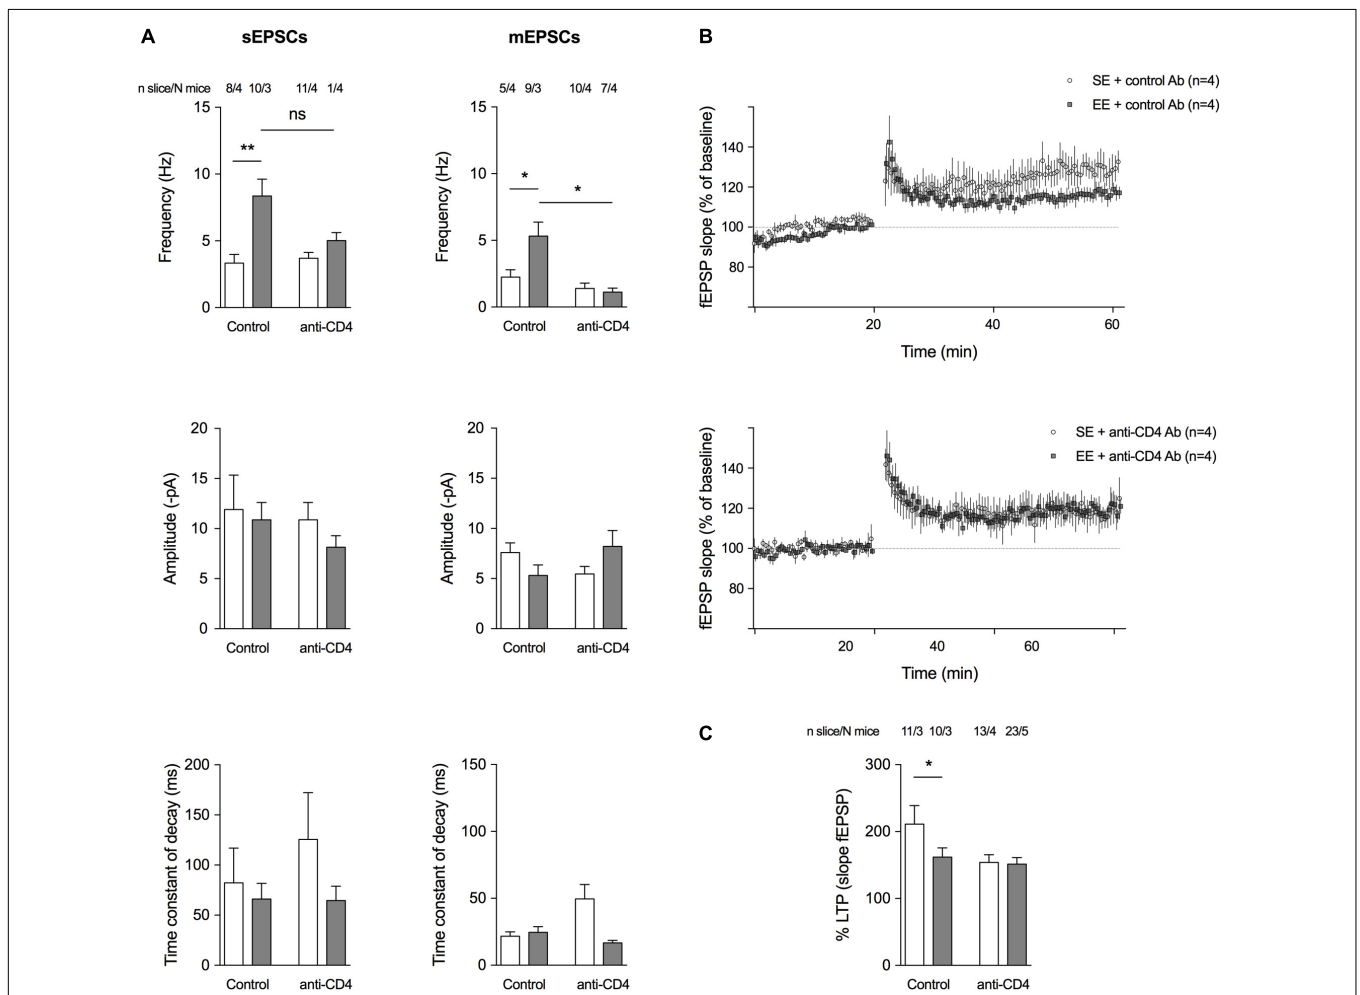 A
sEPSCs
mEPSCs
n slice/N mice 8/4 10/3 11/4 1/4
5/4 9/3 10/4 7/4
Frequency (Hz)
15
10
5
0
**
ns
Control anti-CD4
Frequency (Hz)
15
10
5
0
*
*
Control anti-CD4
Amplitude (-pA)
20
15
10
5
0
Control anti-CD4
Amplitude (-pA)
20
15
10
5
0
Control anti-CD4
Time constant of decay (ms)
200
150
100
50
0
Control anti-CD4
Time constant of decay (ms)
150
100
50
0
Control anti-CD4
B
SE + control Ab (n=4)
EE + control Ab (n=4)
fEPSP slope (% of baseline)
140
120
100
80
20 40 60
Time (min)
SE + anti-CD4 Ab (n=4)
EE + anti-CD4 Ab (n=4)
fEPSP slope (% of baseline)
140
120
100
80
20 40 60
Time (min)
C
n slice/N mice 11/3 10/3 13/4 23/5
% LTP (slope fEPSP)
300
200
100
0
*
Control anti-CD4